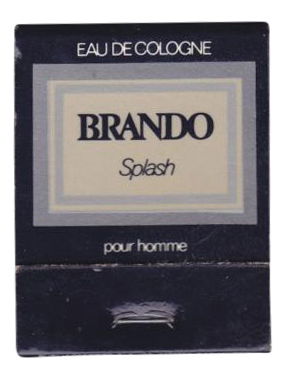 EAU DE COLOGNE
BRANDO
Splash
pour homme